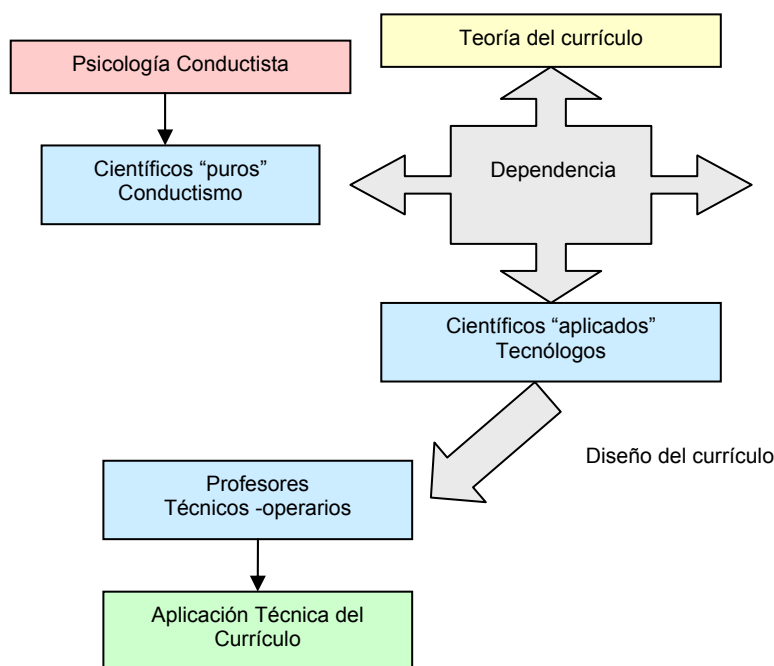 Teoría del currículo
Psicología Conductista
Científicos “puros”
Conductismo
Dependencia
Científicos “aplicados”
Tecnólogos
Diseño del currículo
Profesores
Técnicos -operarios
Aplicación Técnica del
Currículo